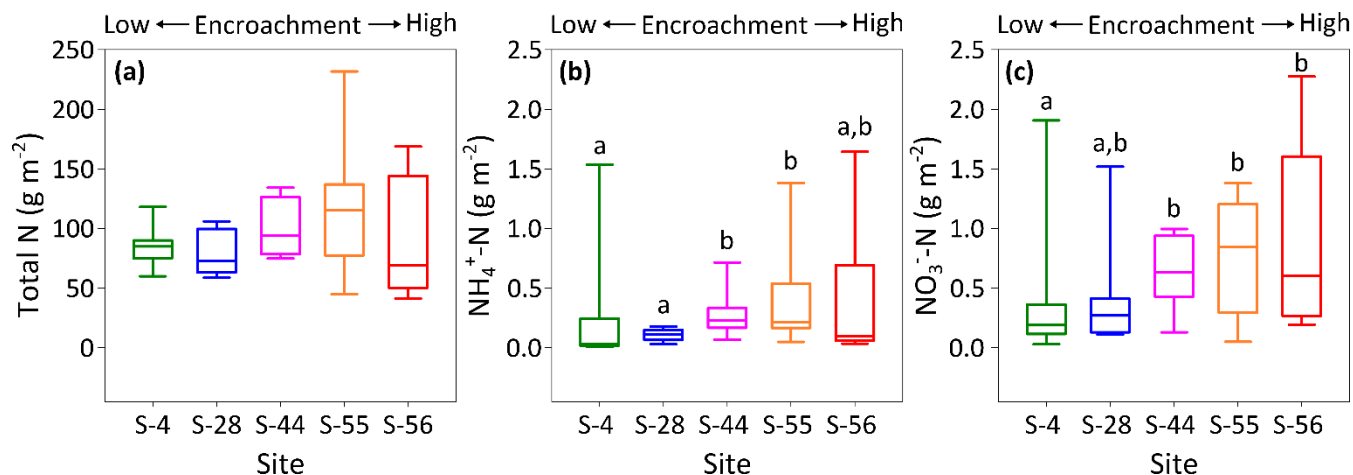 Low ← Encroachment → High
(a)
Total N (g m⁻²)
250
200
150
100
50
0
S-4 S-28 S-44 S-55 S-56
Site
Low ← Encroachment → High
(b)
NH₄⁺-N (g m⁻²)
2.5
2.0
1.5
1.0
0.5
0.0
a
a
b
b
a,b
S-4 S-28 S-44 S-55 S-56
Site
Low ← Encroachment → High
(c)
NO₃⁻-N (g m⁻²)
2.5
2.0
1.5
1.0
0.5
0.0
a
a,b
b
b
b
S-4 S-28 S-44 S-55 S-56
Site